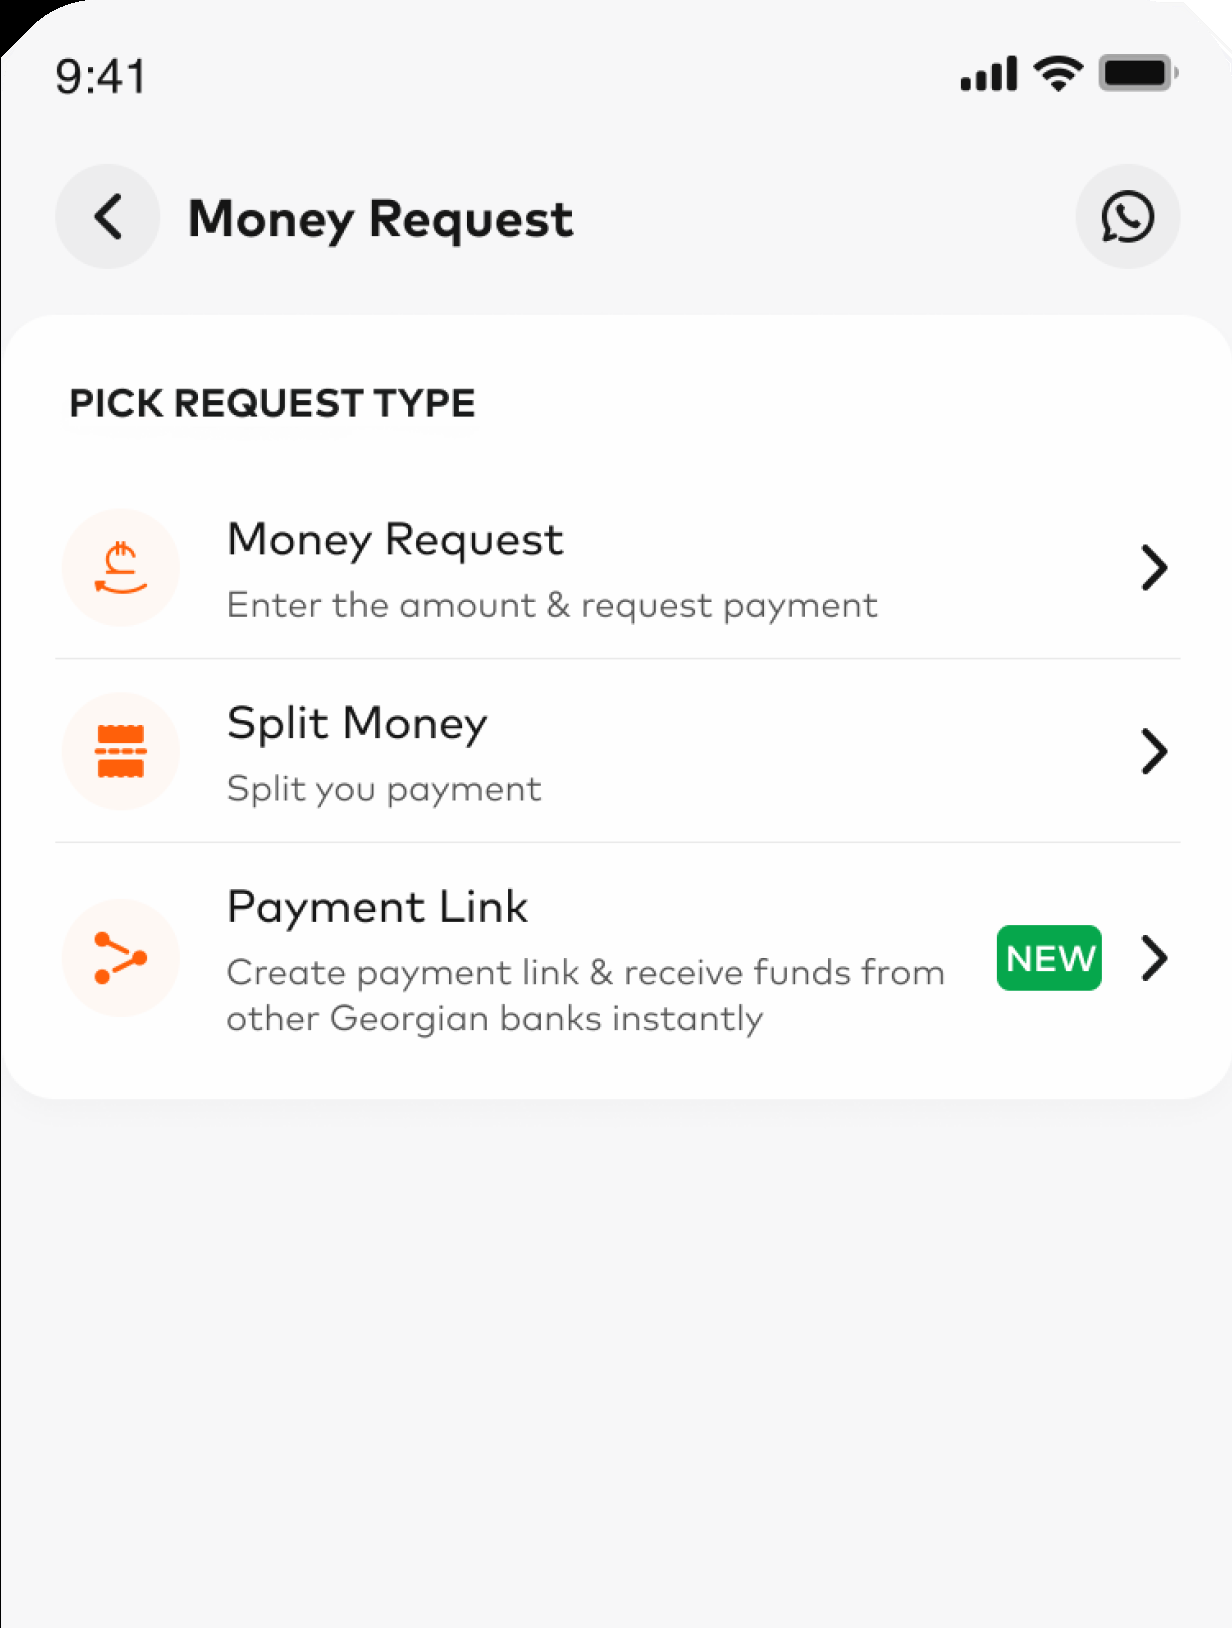 9:41
Money Request
PICK REQUEST TYPE
Money Request
Enter the amount & request payment
Split Money
Split you payment
Payment Link
Create payment link & receive funds from
other Georgian banks instantly
NEW